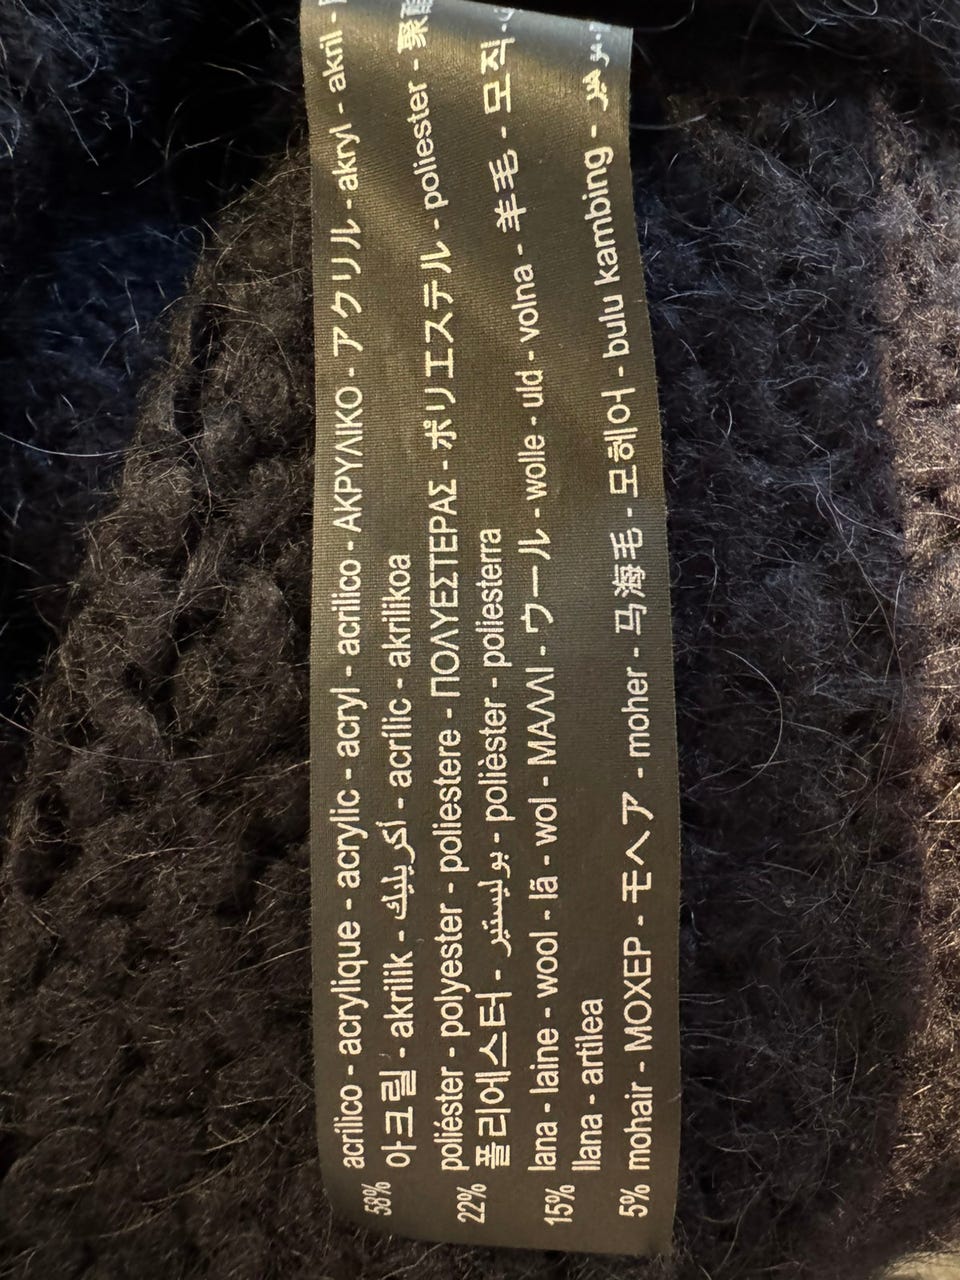 58% acrilico - acrylique - acrylic - acryl - acrilico - ΑΚΡΥΛΙΚΟ - アクリル - akryl - akril -
아크릴 - akrilik - أكريليك - acrílic - akrilikoa
22% poliéster - polyester - poliestere - ΠΟΛΥΕΣΤΕΡΑΣ - ポリエステル - poliester -
폴리에스터 - بوليستير - polièster - poliesterra
15% lana - laine - wool - lã - wol - ΜΑΛΛΙ - ウール - wolle - uld - volna - 羊毛 - 모직 -
llana - artilea
5% mohair - ΜΟΧΕΡ - モヘア - moher - 马海毛 - 모헤어 - bulu kambing -